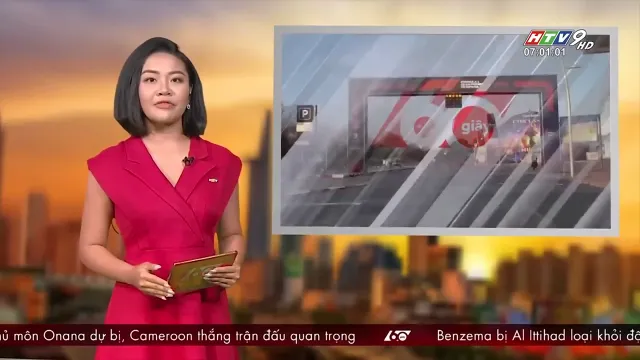 HTV9 HD
07:01:01
P
60
giây
ủ môn Onana dự bị, Cameroon thắng trận đấu quan trọng
60
Benzema bị Al Ittihad loại khỏi đ